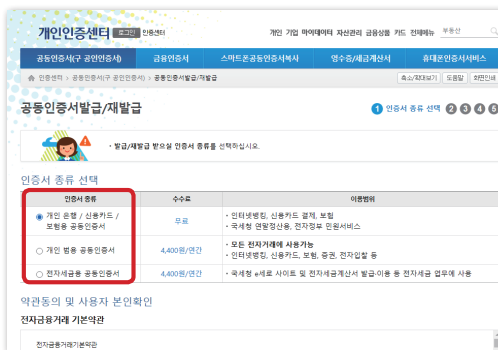 개인인증센터 로그인 인증센터 개인 기업 마이데이터 자산관리 금융상품 카드 전체메뉴 부동산
공동인증서(구 공인인증서) 금융인증서 스마트폰공동인증서복사 영수증/세금계산서 휴대폰인증서서비스
인증센터 > 공동인증서(구 공인인증서) > 공동인증서발급/재발급 축소/확대보기 도움말 화면인쇄
공동인증서발급/재발급 1 인증서 종류 선택 2 3 4 5
· 발급/재발급 받으실 인증서 종류를 선택하십시오.
인증서 종류 선택
인증서 종류 수수료 이용범위
개인 은행 / 신용카드 / 보험용 공동인증서 무료 · 인터넷뱅킹, 신용카드 결제, 보험
· 국세청 연말정산용, 전자정부 민원서비스
개인 범용 공동인증서 4,400원/연간 · 모든 전자거래에 사용가능
· 인터넷뱅킹, 신용카드, 보험, 증권, 전자입찰 등
전자세금용 공동인증서 4,400원/연간 · 국세청 e세로 사이트 및 전자세금계산서 발급·이용 등 전자세금 업무에 사용
약관동의 및 사용자 본인확인
전자금융거래 기본약관
전자금융거래기본약관